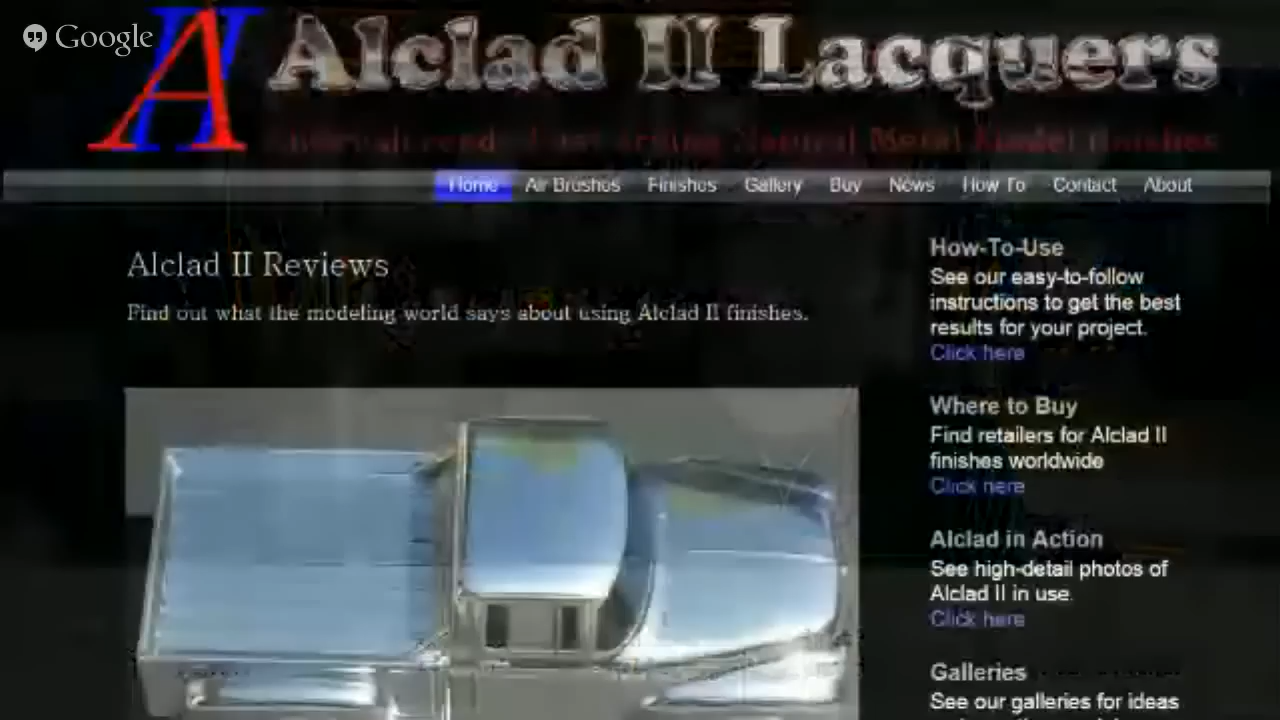 Google
A
Alclad II Lacquers
Natural Metal Model Finishes
Home Air Brushes Finishes Gallery Buy News How To Contact About
Alclad II Reviews
Find out what the modeling world says about using Alclad II finishes.
How-To-Use
See our easy-to-follow
instructions to get the best
results for your project.
Click here
Where to Buy
Find retailers for Alclad II
finishes worldwide
Click here
Alclad in Action
See high-detail photos of
Alclad II in use.
Click here
Galleries
See our galleries for ideas